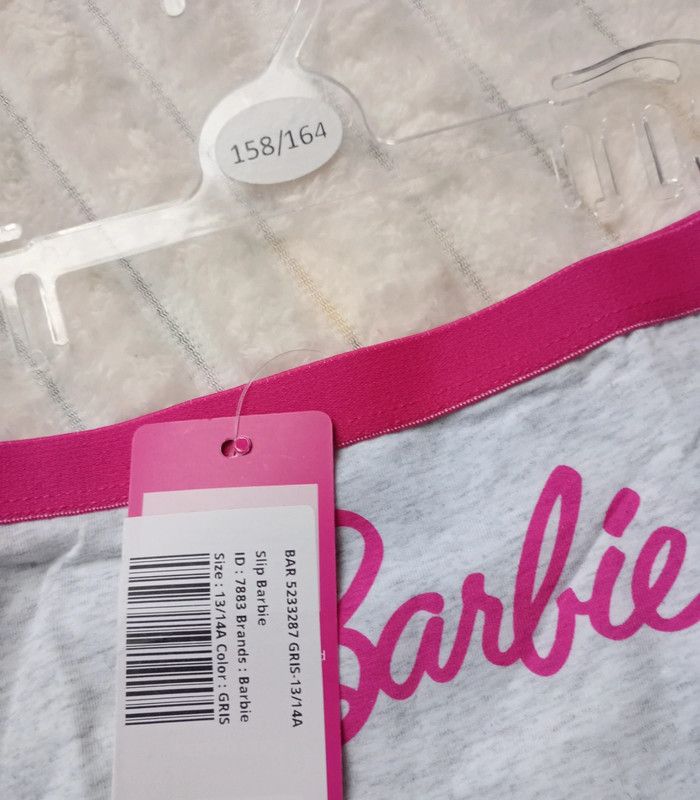 158/164
Barbie
BAR 5233287 GRIS-13/14A
Slip Barbie
ID : 7883 Brands : Barbie
Size : 13/14A Color : GRIS